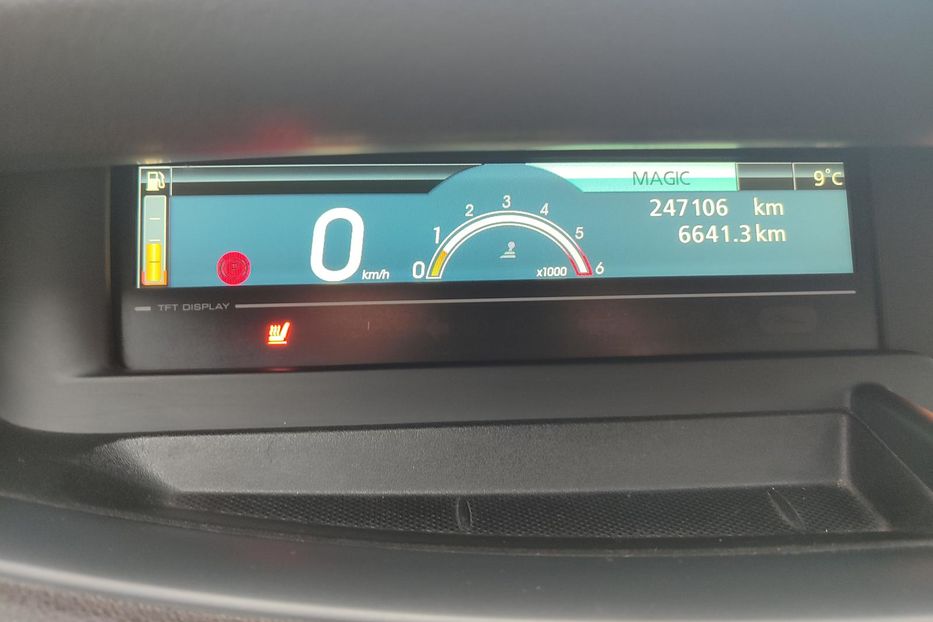 MAGIC 9°C
247106 km
6641.3 km
0 km/h
0 1 2 3 4 5 6
x1000
P
TFT DISPLAY